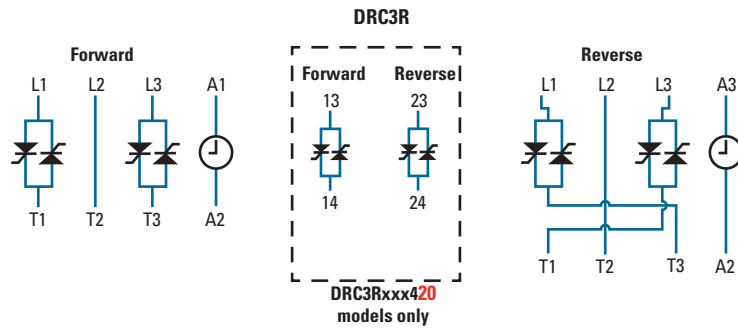 DRC3R
Forward
L1 L2 L3 A1
T1 T2 T3 A2
Forward Reverse
13 23
14 24
DRC3Rxxx420
models only
Reverse
L1 L2 L3 A3
T1 T2 T3 A2